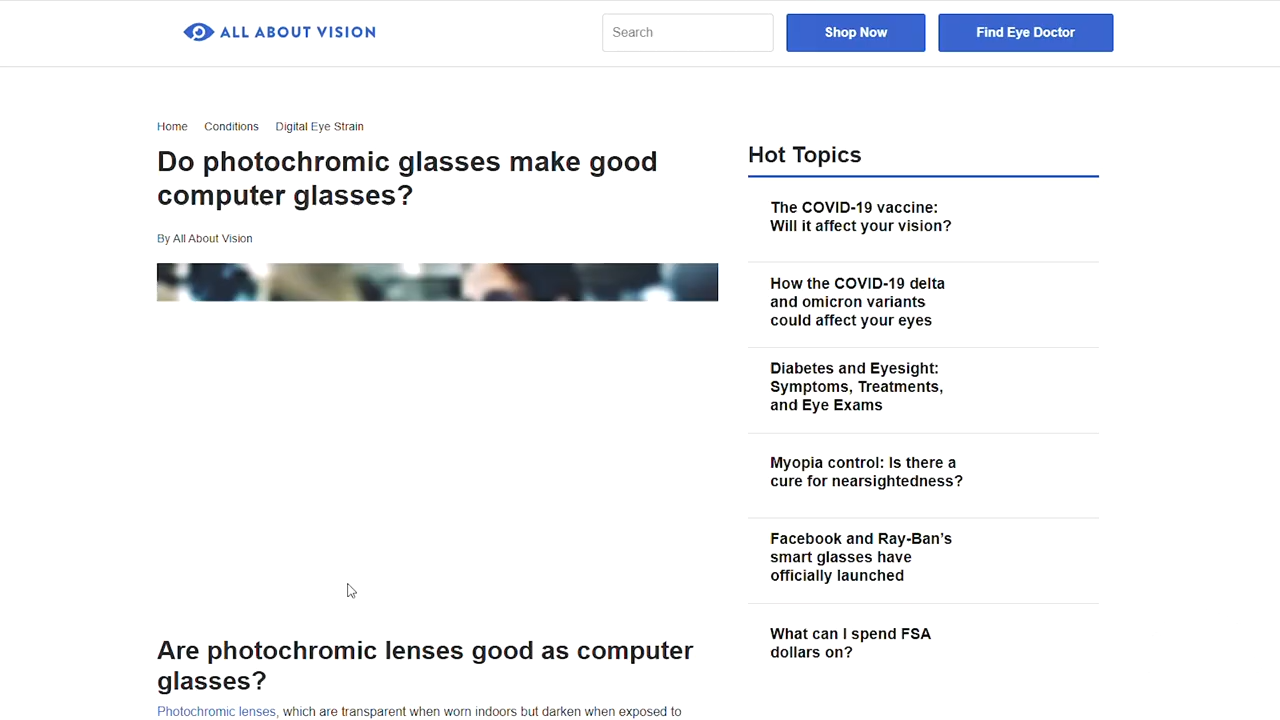 ALL ABOUT VISION
Search
Shop Now
Find Eye Doctor
Home Conditions Digital Eye Strain
Do photochromic glasses make good
computer glasses?
By All About Vision
Are photochromic lenses good as computer
glasses?
Photochromic lenses, which are transparent when worn indoors but darken when exposed to
Hot Topics
The COVID-19 vaccine:
Will it affect your vision?
How the COVID-19 delta
and omicron variants
could affect your eyes
Diabetes and Eyesight:
Symptoms, Treatments,
and Eye Exams
Myopia control: Is there a
cure for nearsightedness?
Facebook and Ray-Ban’s
smart glasses have
officially launched
What can I spend FSA
dollars on?